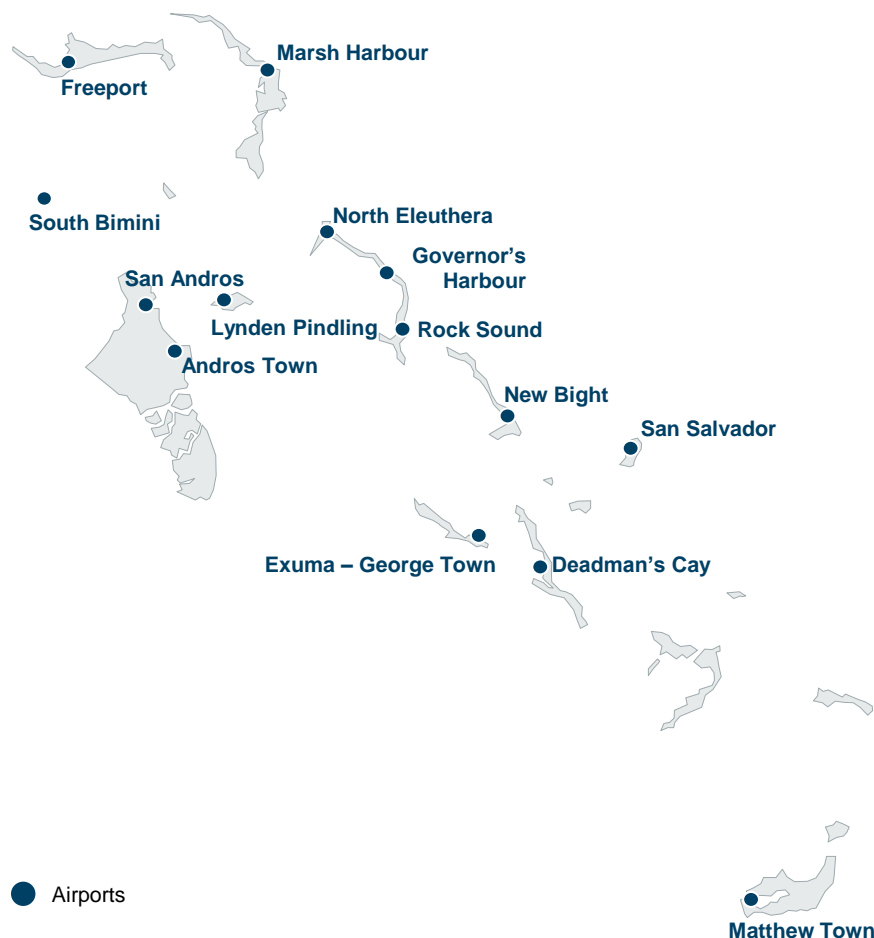 Marsh Harbour
Freeport
South Bimini
North Eleuthera
Governor’s
Harbour
San Andros
Lynden Pindling
Rock Sound
Andros Town
New Bight
San Salvador
Exuma – George Town
Deadman’s Cay
Airports
Matthew Town